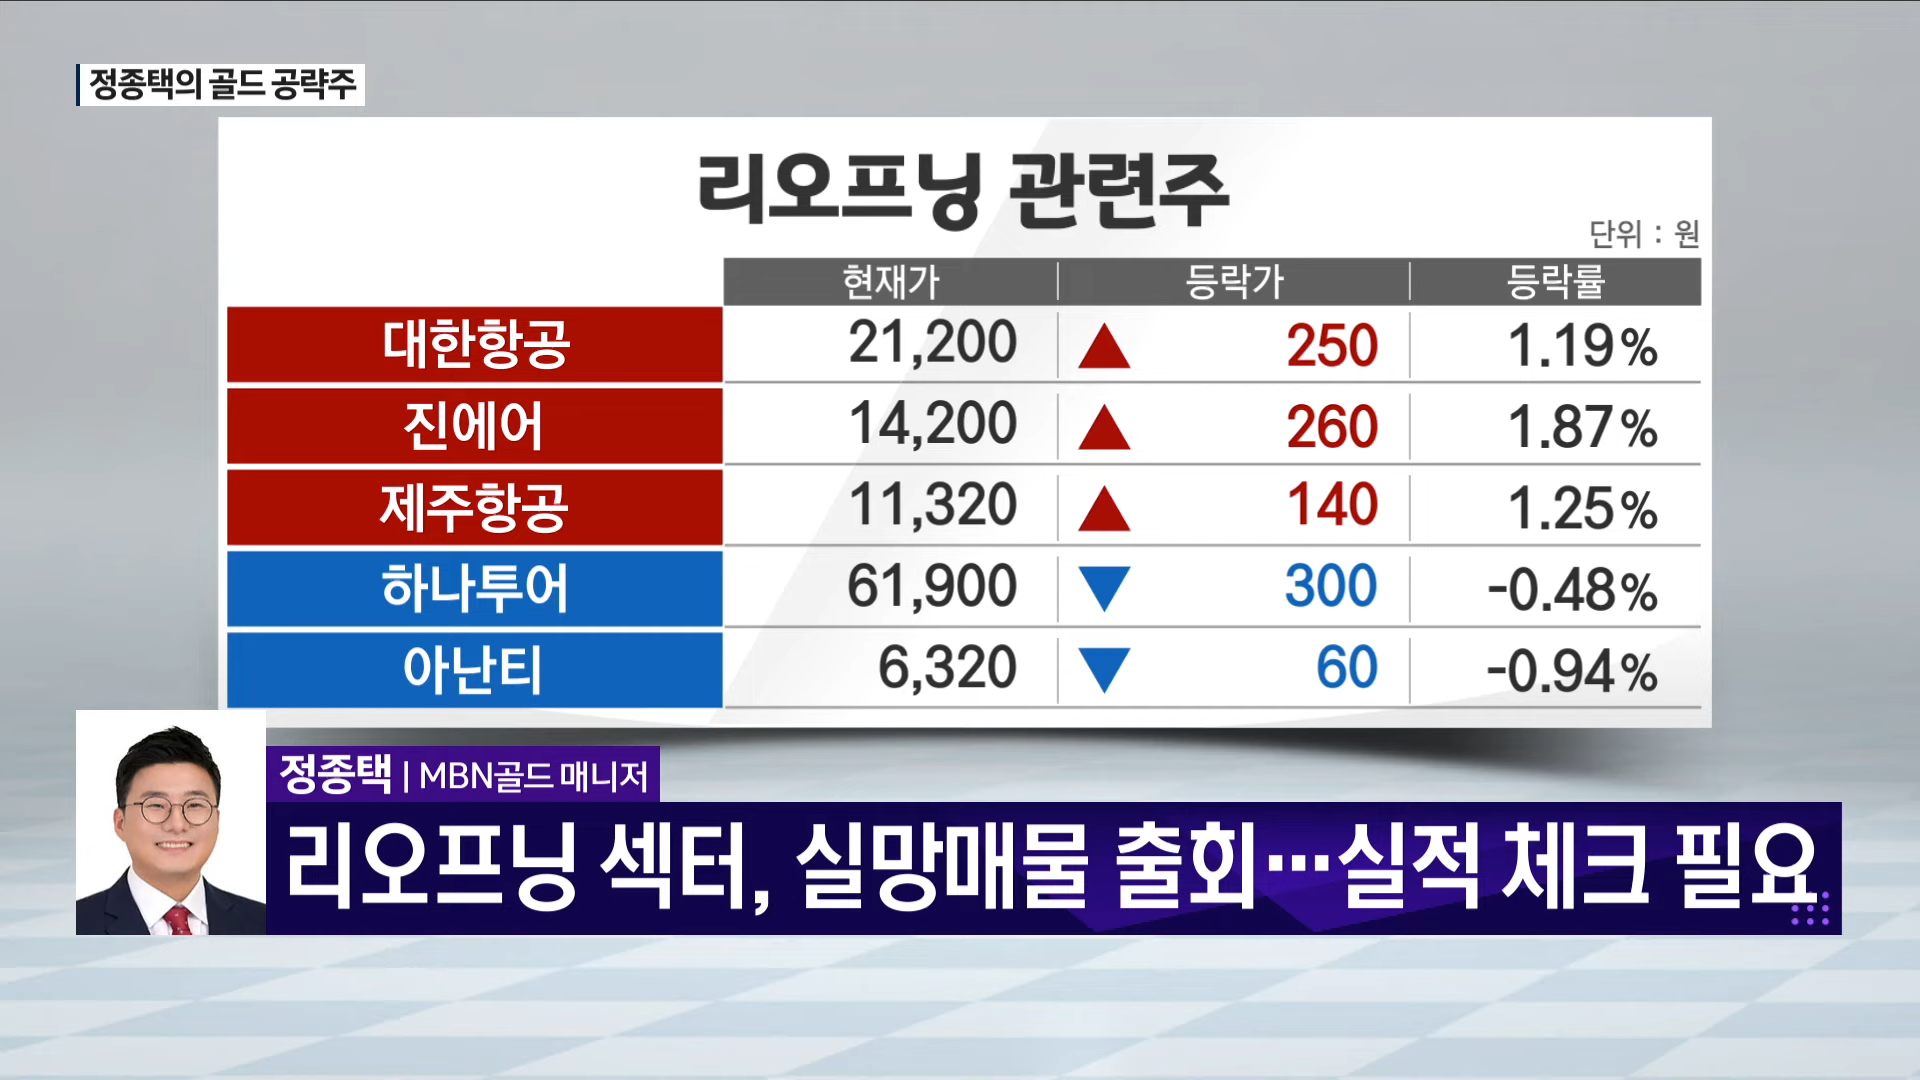 정종택의 골드 공략주
리오프닝 관련주
단위 : 원
현재가 등락가 등락률
대한항공 21,200 ▲ 250 1.19%
진에어 14,200 ▲ 260 1.87%
제주항공 11,320 ▲ 140 1.25%
하나투어 61,900 ▼ 300 -0.48%
아난티 6,320 ▼ 60 -0.94%
정종택 | MBN골드 매니저
리오프닝 섹터, 실망매물 출회…실적 체크 필요